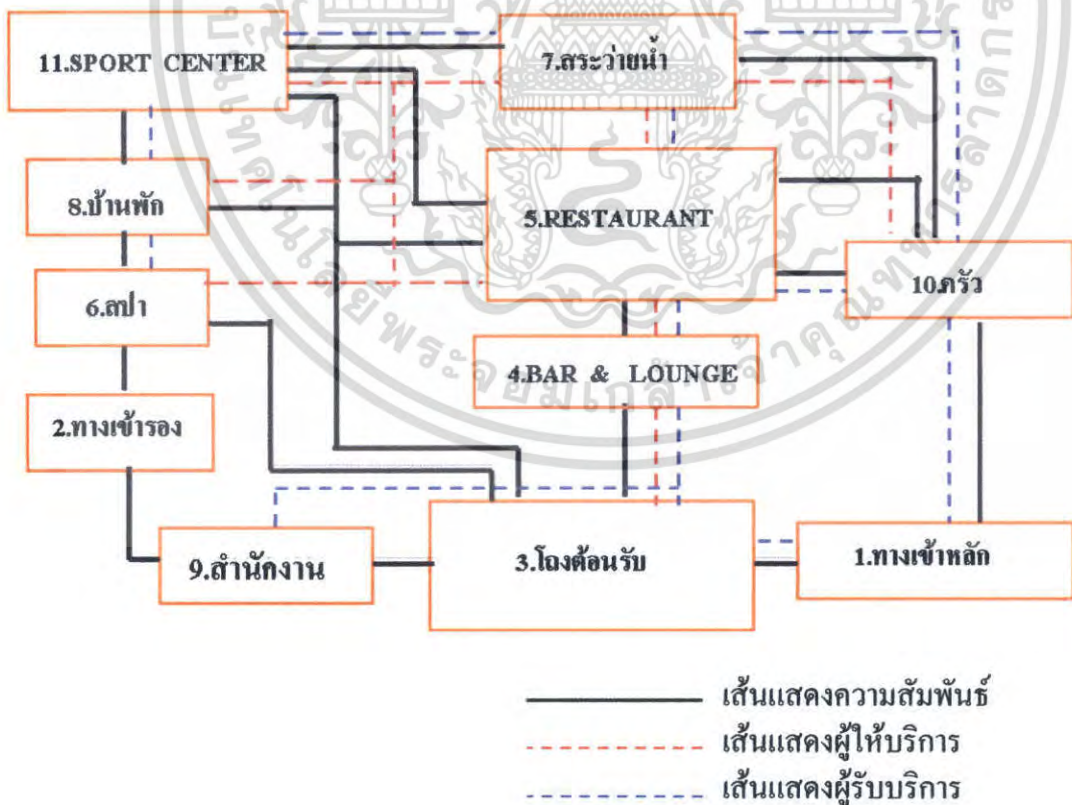 11.SPORT CENTER
7.สระว่ายน้ำ
8.บ้านพัก
5.RESTAURANT
6.สปา
10.ครัว
4.BAR & LOUNGE
2.ทางเข้ารอง
9.สำนักงาน
3.โถงต้อนรับ
1.ทางเข้าหลัก
เส้นแสดงความสัมพันธ์
เส้นแสดงผู้ให้บริการ
เส้นแสดงผู้รับบริการ